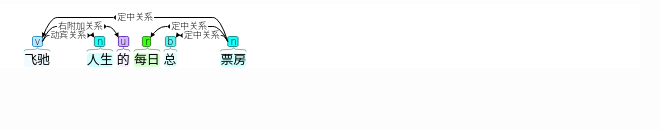 定中关系
右附加关系 定中关系
动宾关系 定中关系
v n u r b n
飞驰 人生 的 每日 总 票房